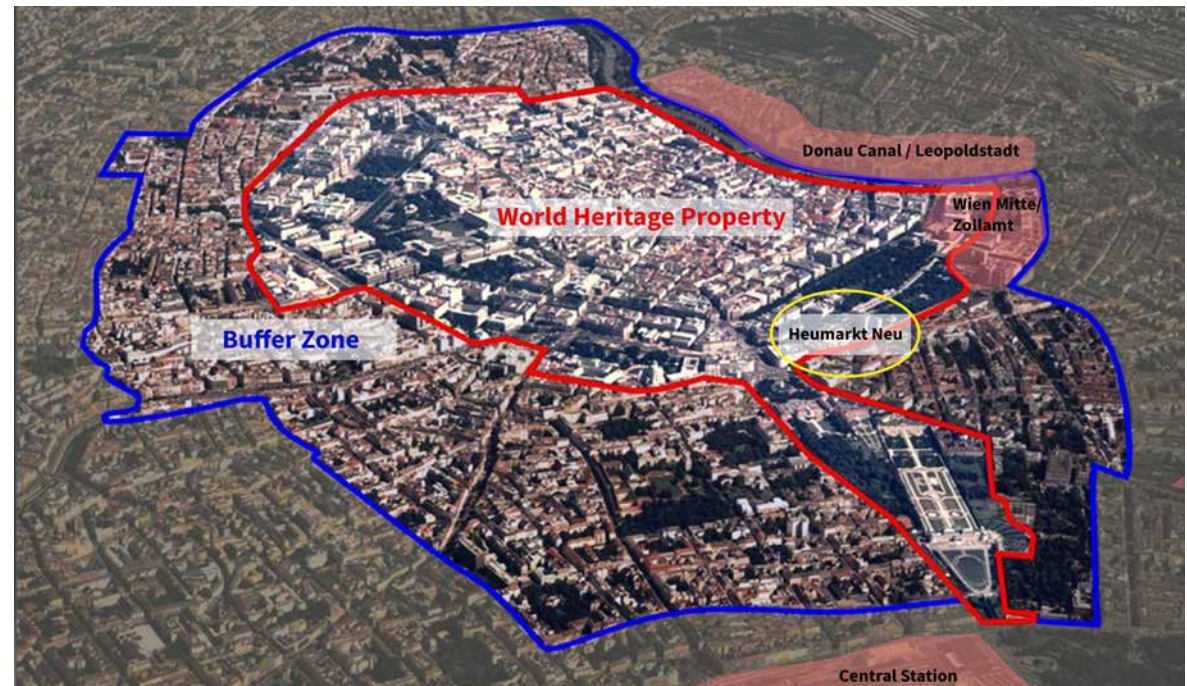 Donau Canal / Leopoldstadt
Wien Mitte/
Zollamt
World Heritage Property
Heumarkt Neu
Buffer Zone
Central Station